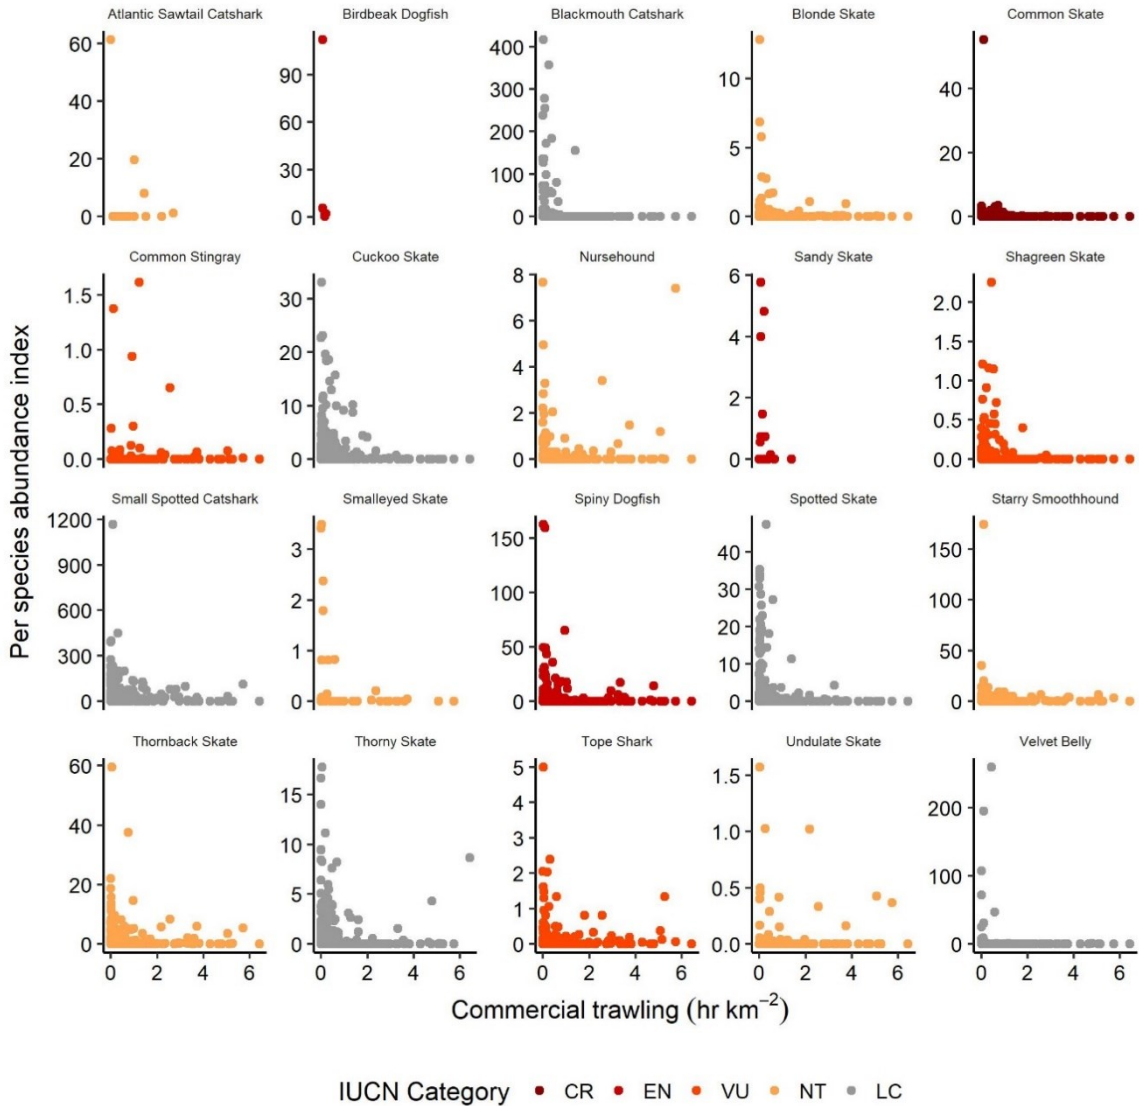 Atlantic Sawtail Catshark Birdbeak Dogfish Blackmouth Catshark Blonde Skate Common Skate
60 40 20 0
90 60 30 0
400 300 200 100 0
10 5 0
40 20 0
Common Stingray Cuckoo Skate Nursehound Sandy Skate Shagreen Skate
1.5 1.0 0.5 0.0
30 20 10 0
8 6 4 2 0
6 4 2 0
2.0 1.5 1.0 0.5 0.0
Per species abundance index
Small Spotted Catshark Smalleyed Skate Spiny Dogfish Spotted Skate Starry Smoothhound
1200 900 600 300 0
3 2 1 0
150 100 50 0
40 30 20 10 0
150 100 50 0
Thornback Skate Thorny Skate Tope Shark Undulate Skate Velvet Belly
60 40 20 0
15 10 5 0
5 4 3 2 1 0
1.5 1.0 0.5 0.0
200 100 0
0 2 4 6 0 2 4 6 0 2 4 6 0 2 4 6 0 2 4 6
Commercial trawling (hr km⁻²)
IUCN Category CR EN VU NT LC